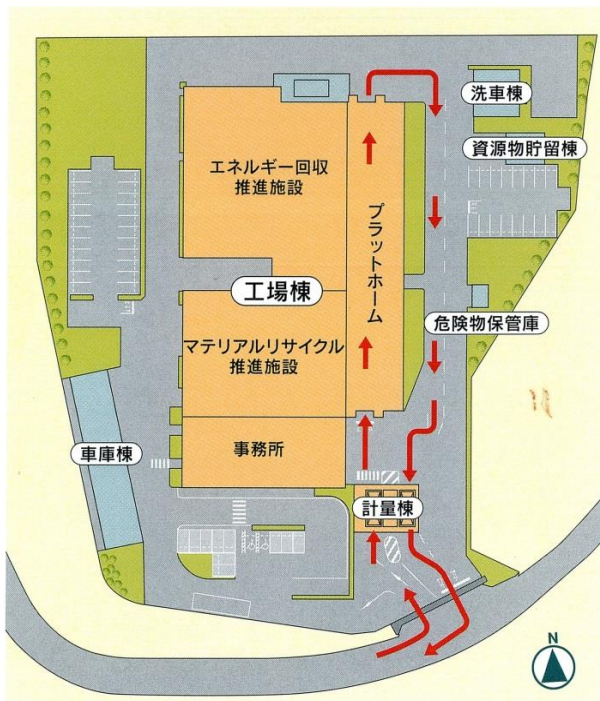 洗車棟
資源物貯留棟
エネルギー回収
推進施設
プラットホーム
工場棟
危険物保管庫
マテリアルリサイクル
推進施設
事務所
車庫棟
計量棟
N